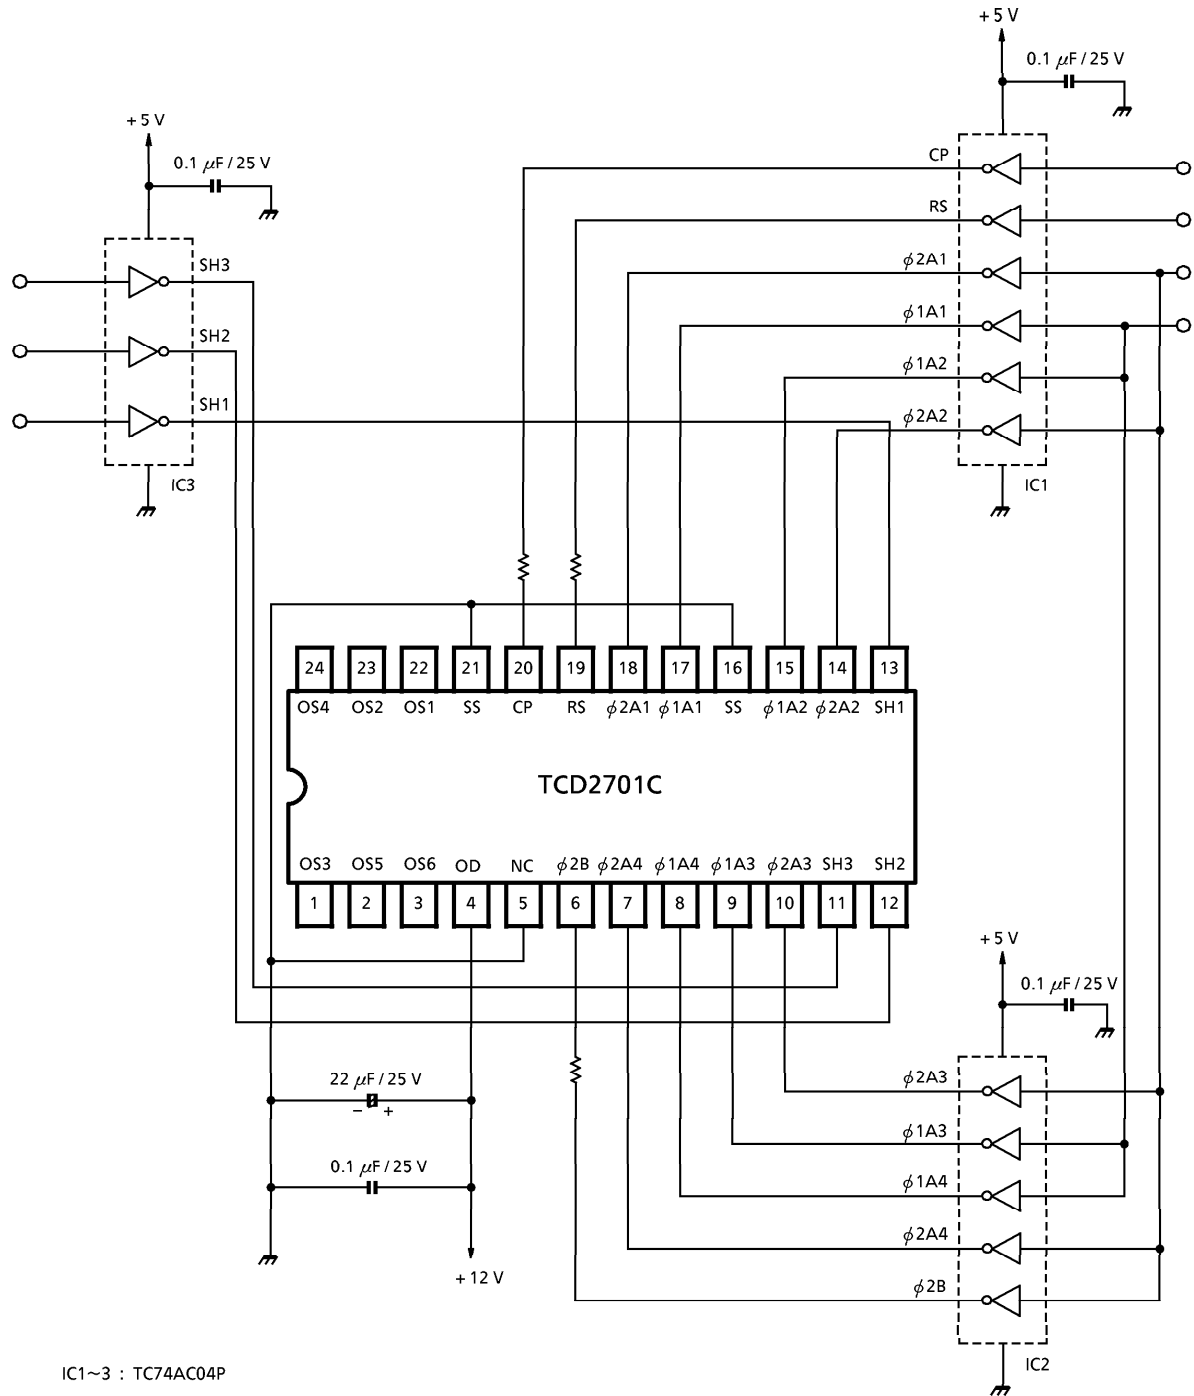 +5 V
0.1 μF/25 V
CP
+5 V
0.1 μF/25 V
RS
SH3
φ2A1
φ1A1
SH2
φ1A2
SH1
φ2A2
IC3
IC1
24 23 22 21 20 19 18 17 16 15 14 13
OS4 OS2 OS1 SS CP RS φ2A1 φ1A1 SS φ1A2 φ2A2 SH1
TCD2701C
OS3 OS5 OS6 OD NC φ2B φ2A4 φ1A4 φ1A3 φ2A3 SH3 SH2
1 2 3 4 5 6 7 8 9 10 11 12
+5 V
0.1 μF/25 V
22 μF/25 V
− +
φ2A3
φ1A3
0.1 μF/25 V
φ1A4
φ2A4
+12 V
φ2B
IC2
IC1~3 : TC74AC04P